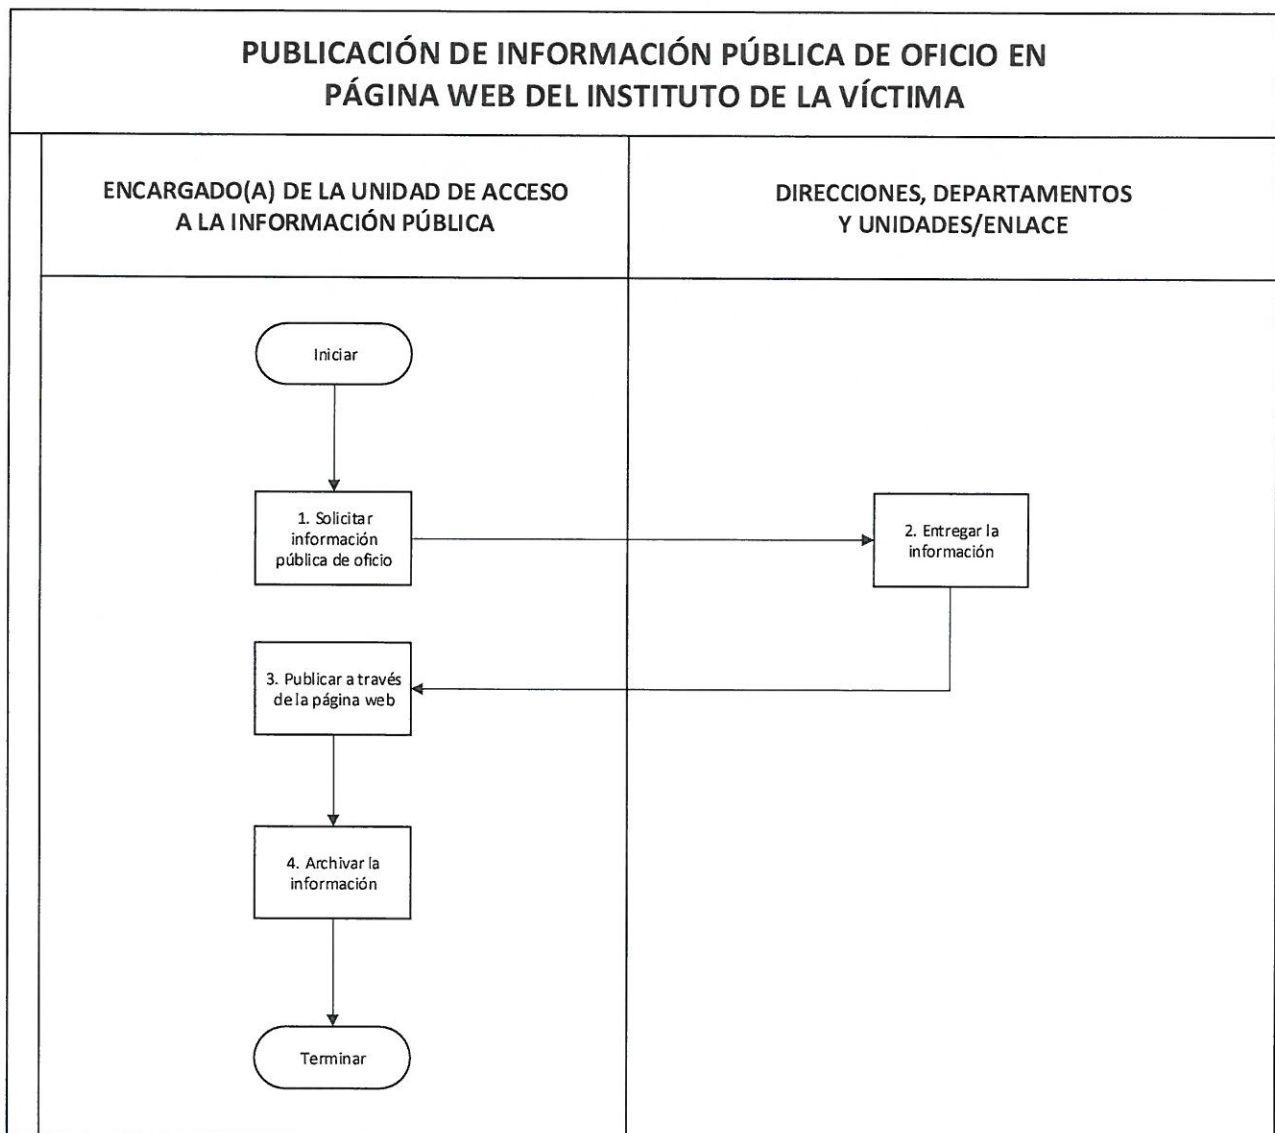 PUBLICACIÓN DE INFORMACIÓN PÚBLICA DE OFICIO EN
PÁGINA WEB DEL INSTITUTO DE LA VÍCTIMA
ENCARGADO(A) DE LA UNIDAD DE ACCESO
A LA INFORMACIÓN PÚBLICA
DIRECCIONES, DEPARTAMENTOS
Y UNIDADES/ENLACE
Iniciar
1. Solicitar
información
pública de oficio
2. Entregar la
información
3. Publicar a través
de la página web
4. Archivar la
información
Terminar